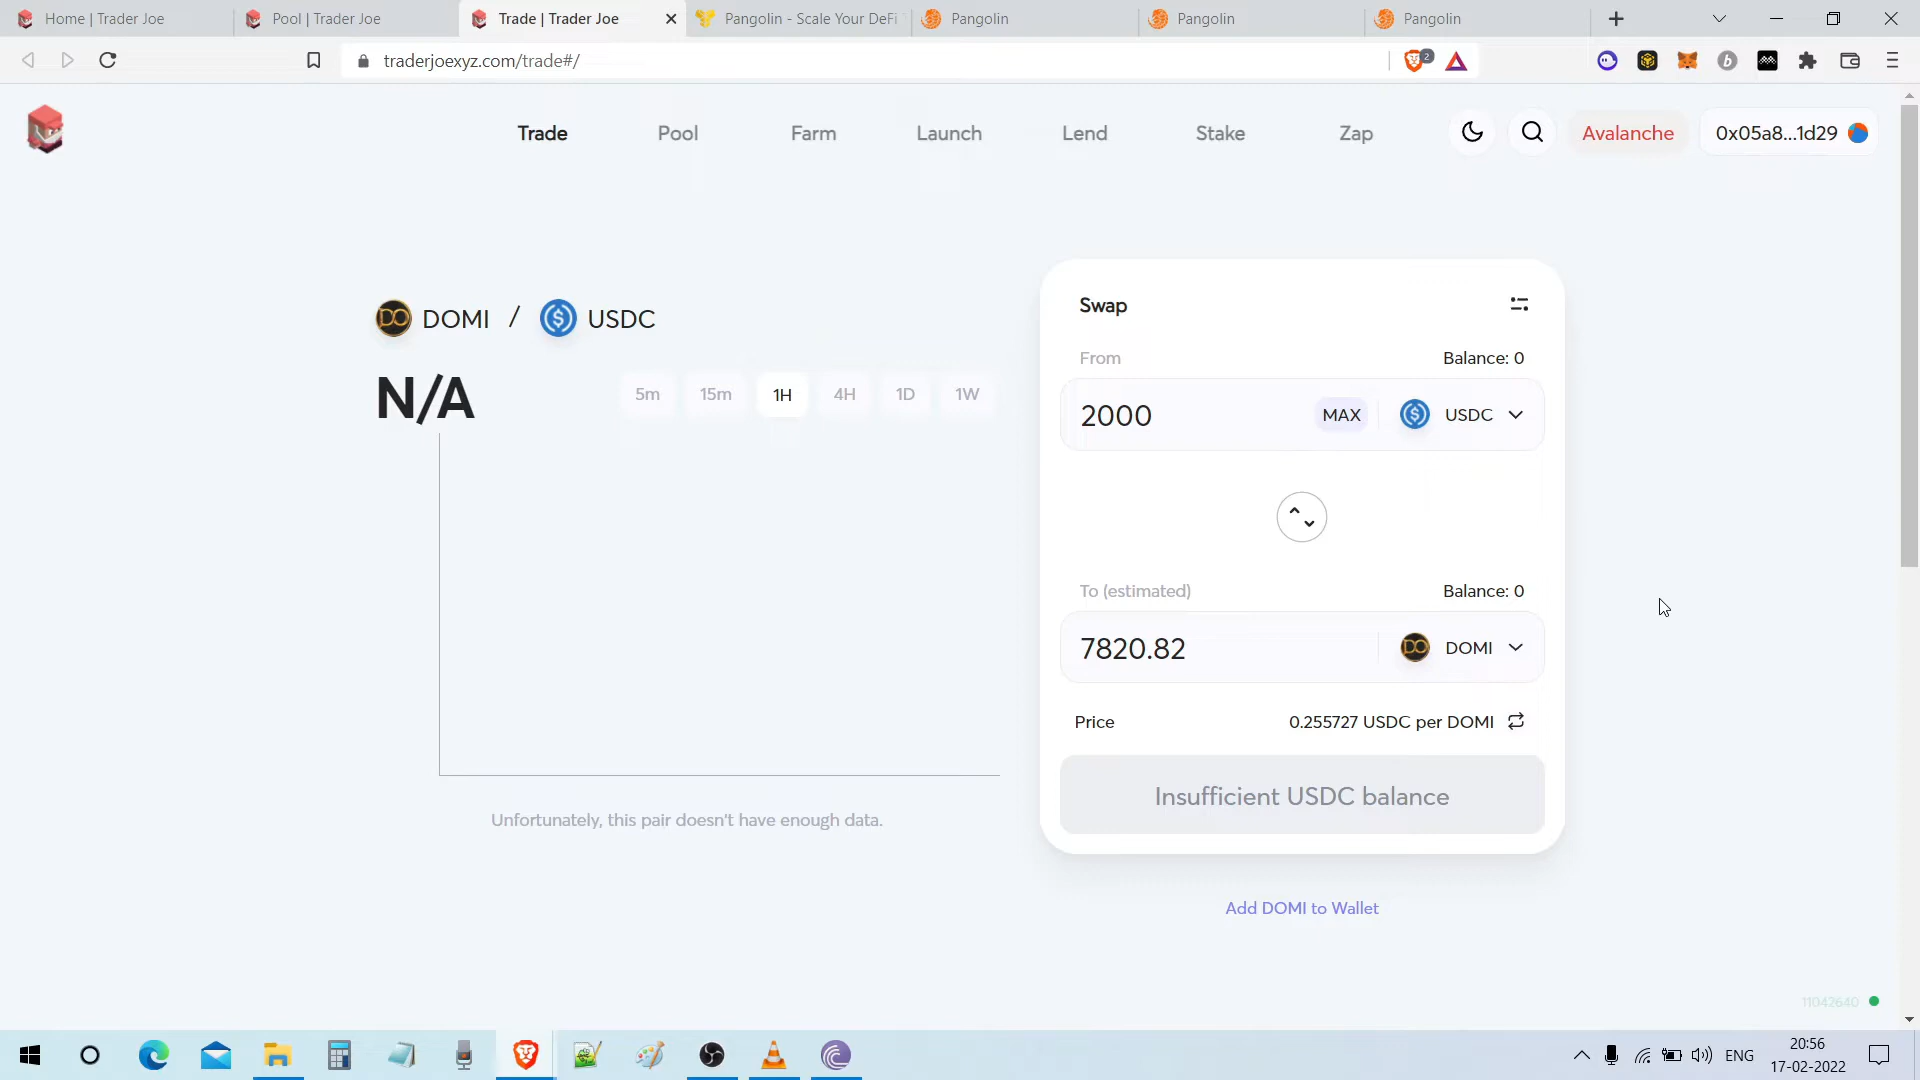 Home | Trader Joe
Pool | Trader Joe
Trade | Trader Joe
Pangolin - Scale Your DeFi
Pangolin
Pangolin
Pangolin
traderjoexyz.com/trade#/
2
Trade
Pool
Farm
Launch
Lend
Stake
Zap
Avalanche
0x05a8...1d29
DOMI / USDC
N/A
5m
15m
1H
4H
1D
1W
Unfortunately, this pair doesn't have enough data.
Swap
From
Balance: 0
2000
MAX
USDC
To (estimated)
Balance: 0
7820.82
DOMI
Price
0.255727 USDC per DOMI
Insufficient USDC balance
Add DOMI to Wallet
11042640
ENG
20:56
17-02-2022